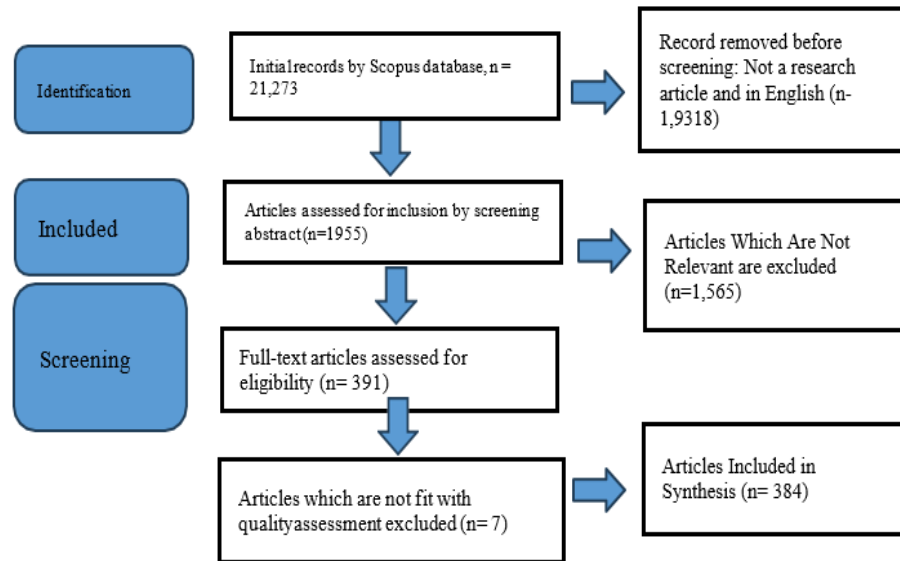 Identification
Initial records by Scopus database, n =
21,273
Record removed before
screening: Not a research
article and in English (n-
1,9318)
Included
Articles assessed for inclusion by screening
abstract (n=1955)
Articles Which Are Not
Relevant are excluded
(n=1,565)
Screening
Full-text articles assessed for
eligibility (n= 391)
Articles which are not fit with
quality assessment excluded (n= 7)
Articles Included in
Synthesis (n= 384)